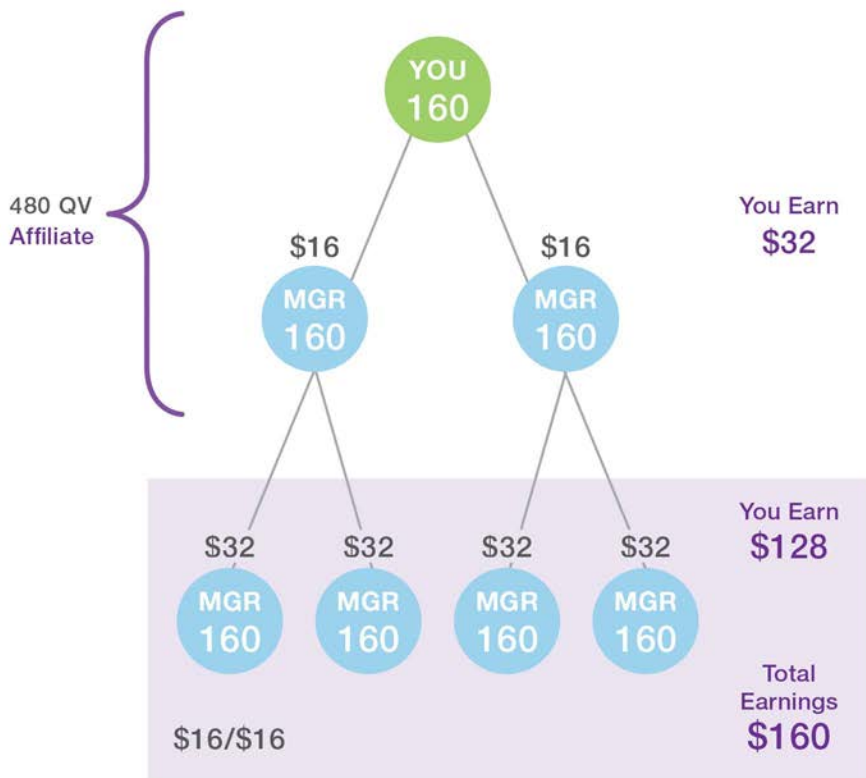 YOU
160
480 QV
Affiliate
You Earn
$32
$16
$16
MGR
160
MGR
160
You Earn
$128
$32
$32
$32
$32
MGR
160
MGR
160
MGR
160
MGR
160
Total
Earnings
$160
$16/$16